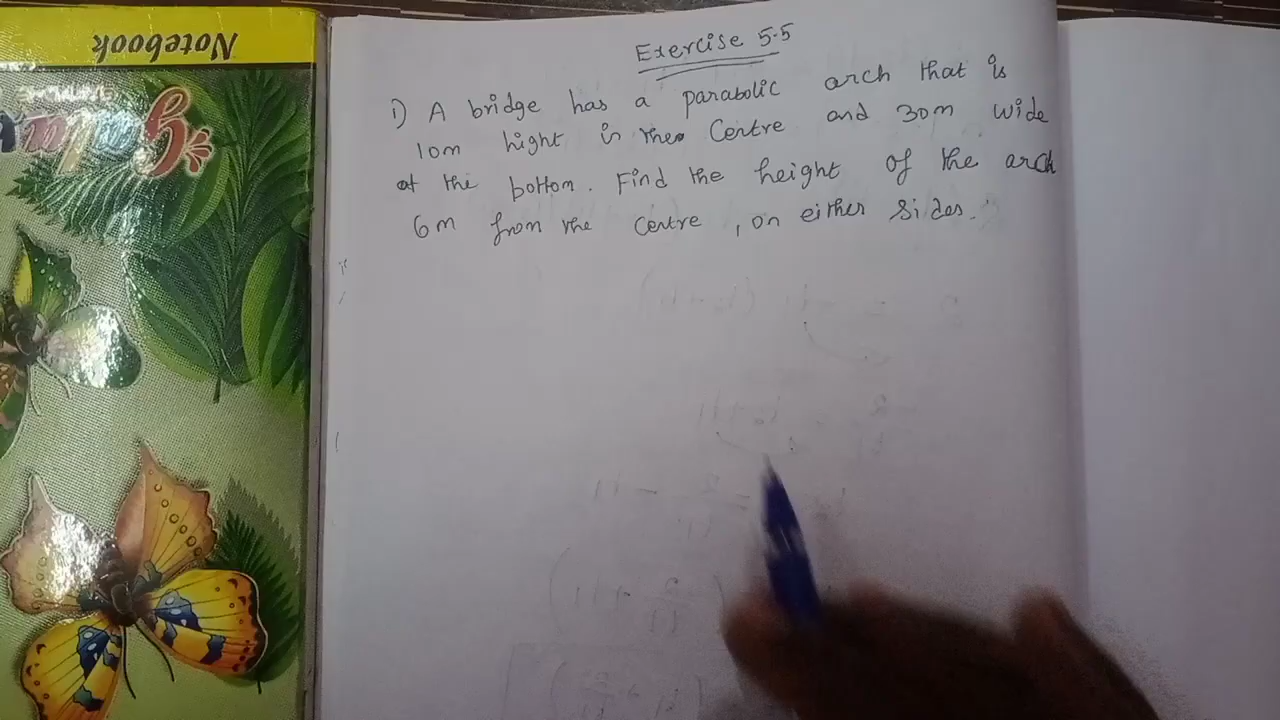 Notebook
Exercise 5.5
1) A bridge has a parabolic arch that is
10m hight in the Centre and 30m wide
at the bottom. Find the height of the arch
6m from the centre, on either Sides.